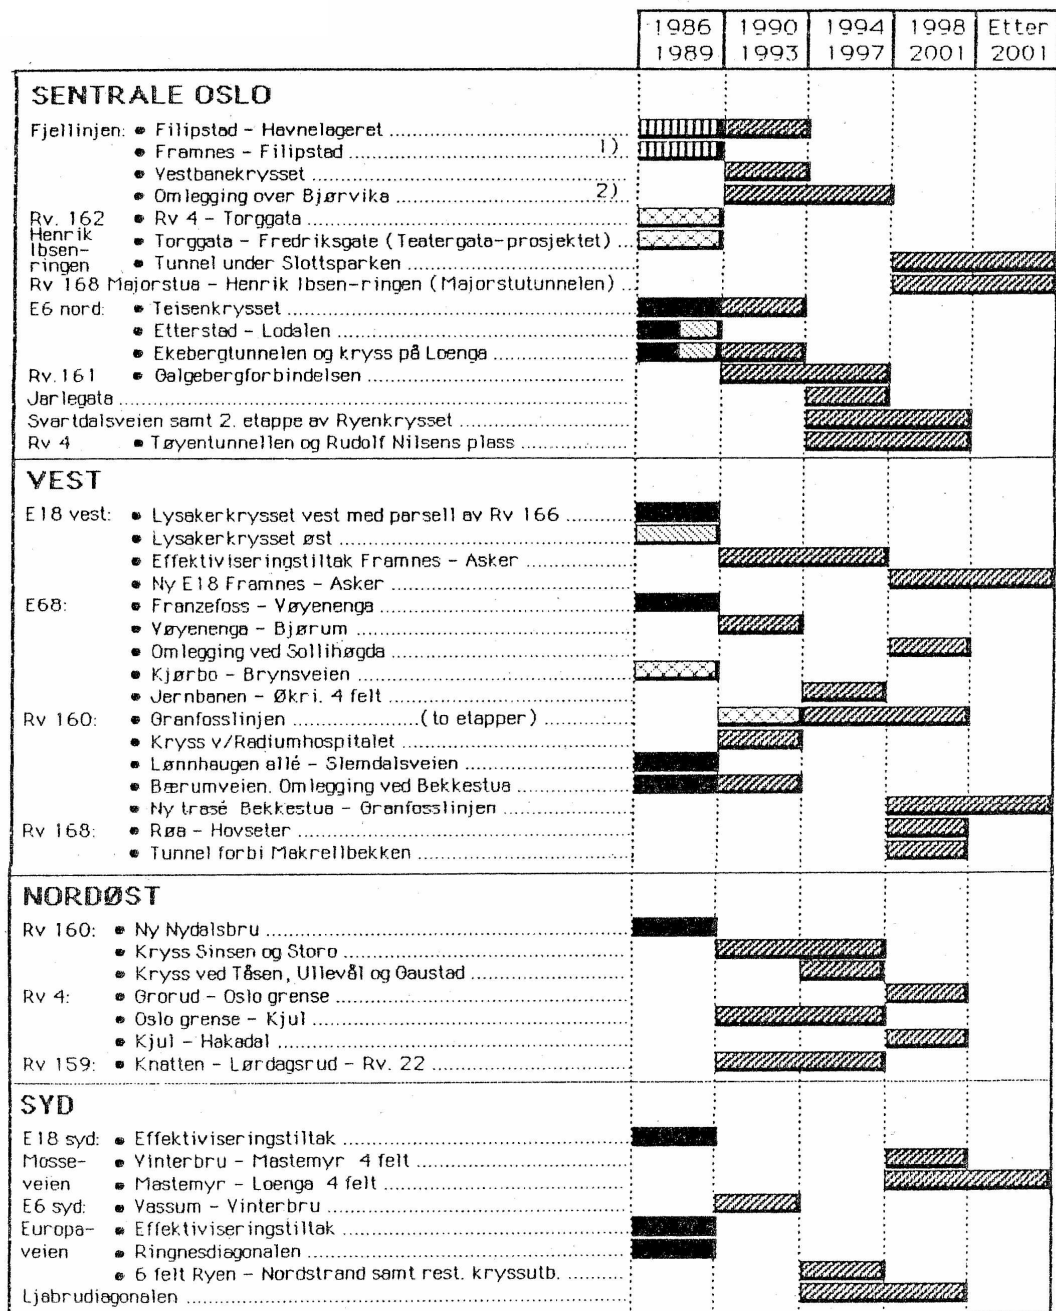 1986 1990 1994 1998 Etter
1989 1993 1997 2001 2001
SENTRALE OSLO
Fjellinjen: • Filipstad - Havnelageret
• Framnes - Filipstad 1)
• Vestbanekrysset
• Omlegging over Bjørvika 2)
Rv. 162 • Rv 4 - Torggata
Henrik Ibsen-ringen • Torggata - Fredriksgate (Teatergata-prosjektet)
• Tunnel under Slottsparken
Rv 168 Majorstua - Henrik Ibsen-ringen (Majorstutunnelen)
E6 nord: • Teisenkrysset
• Etterstad - Lodalen
• Ekebergtunnelen og kryss på Loenga
Rv. 161 • Galgebergforbindelsen
Jarlegata
Svartdalsveien samt 2. etappe av Ryenkrysset
Rv 4 • Tøyentunnellen og Rudolf Nilsens plass
VEST
E18 vest: • Lysakerkrysset vest med parsell av Rv 166
• Lysakerkrysset øst
• Effektiviseringstiltak Framnes - Asker
• Ny E18 Framnes - Asker
E68: • Franzefoss - Vøyenenga
• Vøyenenga - Bjørum
• Omlegging ved Sollihøgda
• Kjørbo - Brynsveien
• Jernbanen - Økri. 4 felt
Rv 160: • Granfosslinjen (to etapper)
• Kryss v/Radiumhospitalet
• Lønnhaugen allé - Slemdalsveien
• Bærumveien. Omlegging ved Bekkestua
• Ny trasé Bekkestua - Granfosslinjen
Rv 168: • Røa - Hovseter
• Tunnel forbi Makrellbekken
NORDØST
Rv 160: • Ny Nydalsbru
• Kryss Sinsen og Storo
• Kryss ved Tåsen, Ullevål og Gaustad
Rv 4: • Grorud - Oslo grense
• Oslo grense - Kjul
• Kjul - Hakadal
Rv 159: • Knatten - Lørdagsrud - Rv. 22
SYD
E18 syd: • Effektiviseringstiltak
Mosse- • Vinterbru - Mastemyr 4 felt
veien • Mastemyr - Loenga 4 felt
E6 syd: • Vassum - Vinterbru
Europa- • Effektiviseringstiltak
veien • Ringnesdiagonalen
• 6 felt Ryen - Nordstrand samt rest. kryssutb.
Ljabrudiagonalen